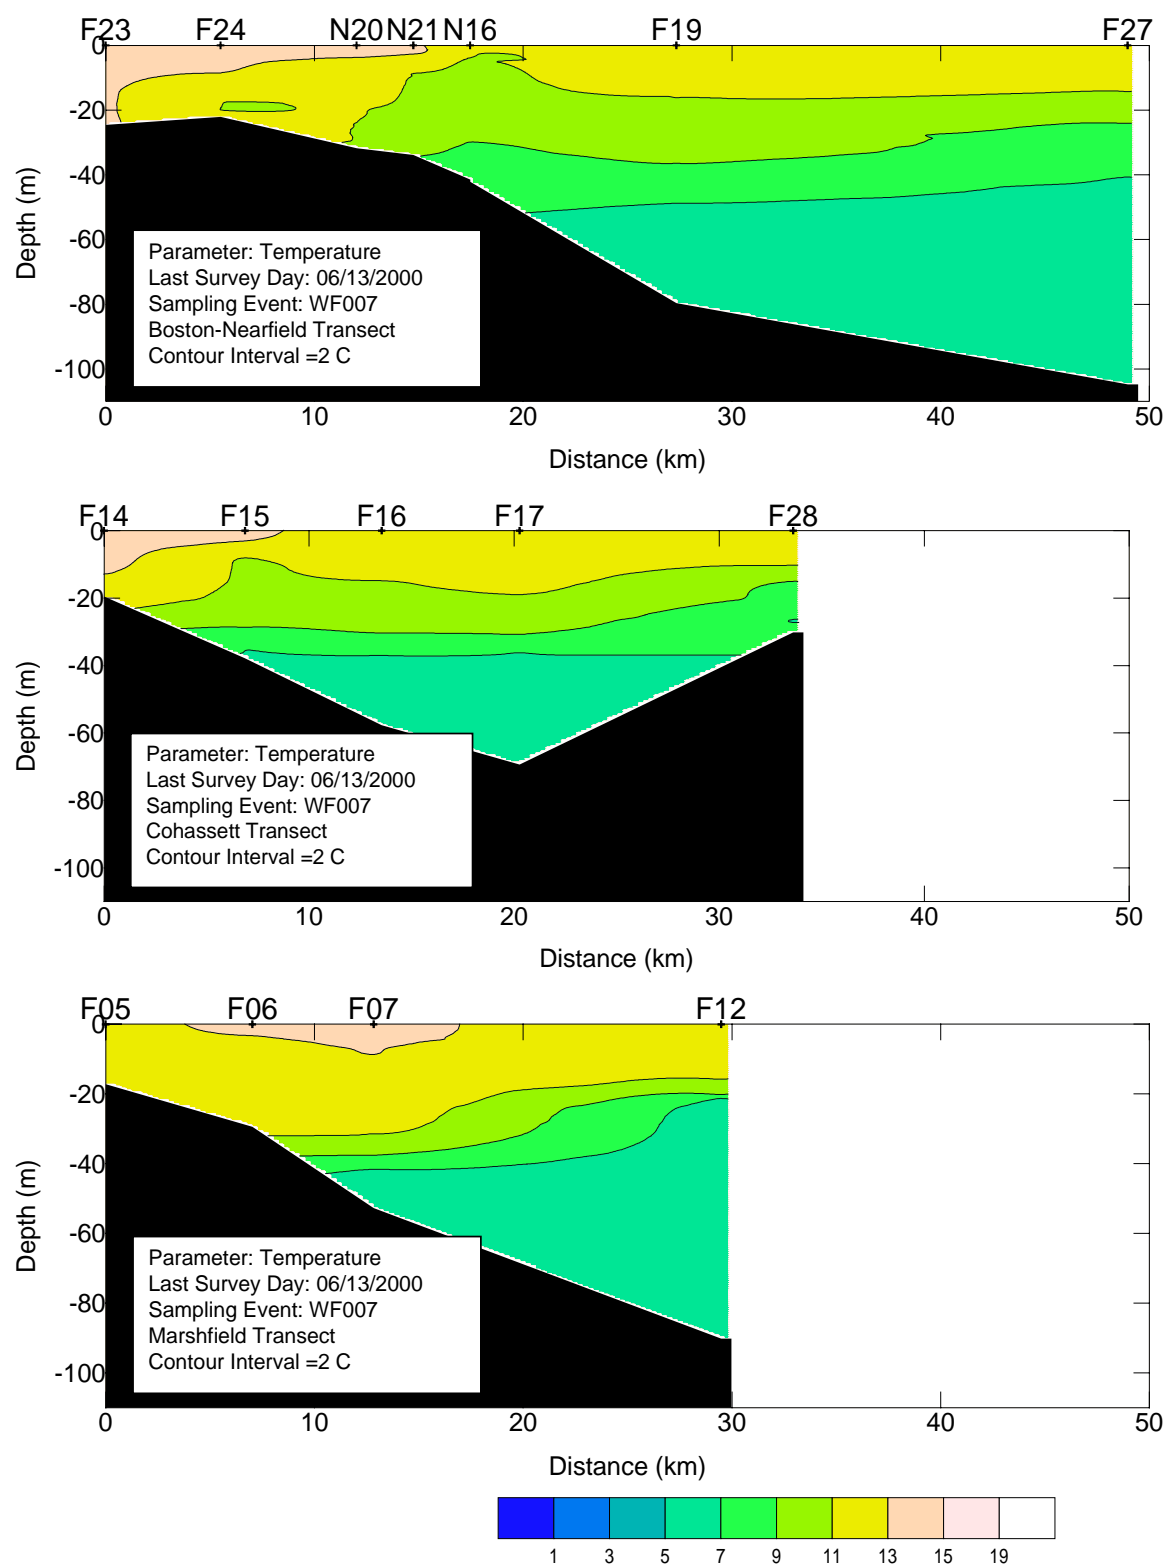 F23 F24 N20 N21 N16 F19 F27
0
-20
-40
-60
-80
-100
Depth (m)
Parameter: Temperature
Last Survey Day: 06/13/2000
Sampling Event: WF007
Boston-Nearfield Transect
Contour Interval =2 C
0 10 20 30 40 50
Distance (km)
F14 F15 F16 F17 F28
0
-20
-40
-60
-80
-100
Depth (m)
Parameter: Temperature
Last Survey Day: 06/13/2000
Sampling Event: WF007
Cohassett Transect
Contour Interval =2 C
0 10 20 30 40 50
Distance (km)
F05 F06 F07 F12
0
-20
-40
-60
-80
-100
Depth (m)
Parameter: Temperature
Last Survey Day: 06/13/2000
Sampling Event: WF007
Marshfield Transect
Contour Interval =2 C
0 10 20 30 40 50
Distance (km)
1 3 5 7 9 11 13 15 19